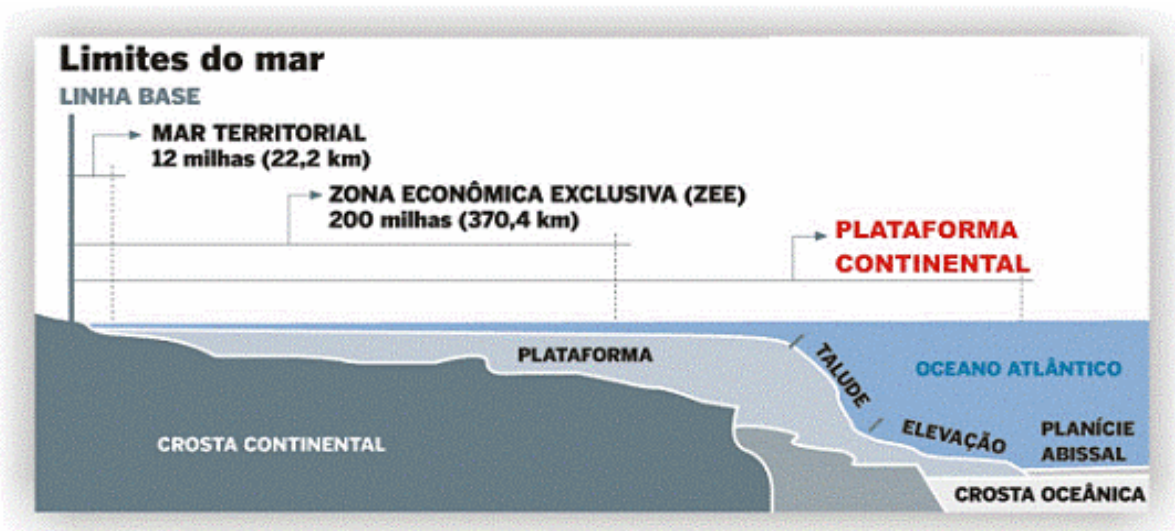 Limites do mar
LINHA BASE
MAR TERRITORIAL
12 milhas (22,2 km)
ZONA ECONÔMICA EXCLUSIVA (ZEE)
200 milhas (370,4 km)
PLATAFORMA
CONTINENTAL
PLATAFORMA
TALUDE
OCEANO ATLÂNTICO
ELEVAÇÃO
PLANÍCIE
ABISSAL
CROSTA CONTINENTAL
CROSTA OCEÂNICA